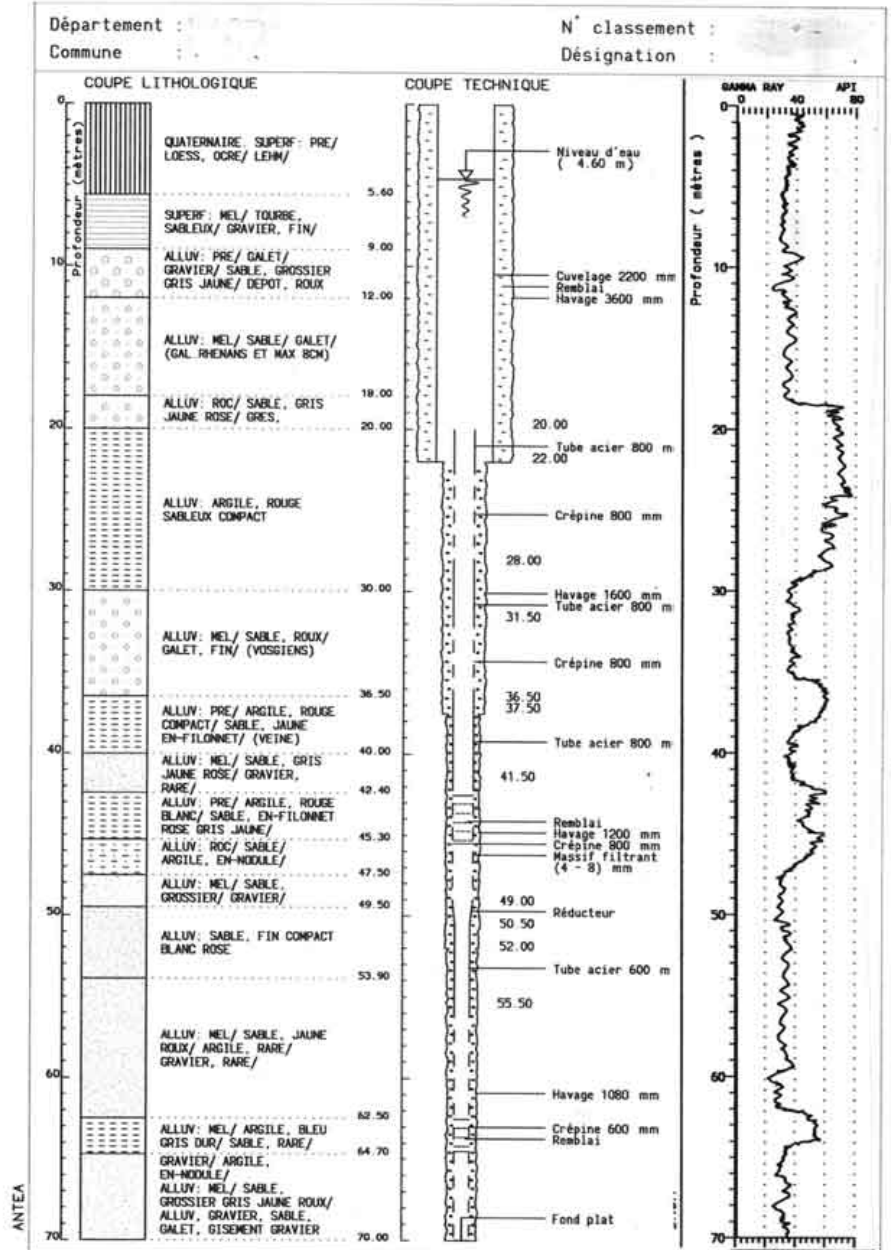 Département :
Commune :
N° classement :
Désignation :
COUPE LITHOLOGIQUE
COUPE TECHNIQUE
GAMMA RAY API
0 40 80
Profondeur (mètres)
0
10
20
30
40
50
60
70
QUATERNAIRE. SUPERF: PRE/
LOESS, OCRE/ LEHM/
5.60
SUPERF: MEL/ TOURBE,
SABLEUX/ GRAVIER, FIN/
9.00
ALLUV: PRE/ GALET/
GRAVIER/ SABLE, GROSSIER
GRIS JAUNE/ DEPOT, ROUX
12.00
ALLUV: MEL/ SABLE/ GALET/
(GAL.RHENANS ET MAX 8CM)
18.00
ALLUV: ROC/ SABLE, GRIS
JAUNE ROSE/ GRES,
20.00
ALLUV: ARGILE, ROUGE
SABLEUX COMPACT
30.00
ALLUV: MEL/ SABLE, ROUX/
GALET, FIN/ (VOSGIENS)
36.50
ALLUV: PRE/ ARGILE, ROUGE
COMPACT/ SABLE, JAUNE
EN-FILONNET/ (VEINE)
40.00
ALLUV: MEL/ SABLE, GRIS
JAUNE ROSE/ GRAVIER,
RARE/
42.40
ALLUV: PRE/ ARGILE, ROUGE
BLANC/ SABLE, EN-FILONNET
ROSE GRIS JAUNE/
45.30
ALLUV: ROC/ SABLE/
ARGILE, EN-NODULE/
47.50
ALLUV: MEL/ SABLE,
GROSSIER/ GRAVIER/
49.50
ALLUV: SABLE, FIN COMPACT
BLANC ROSE
53.90
ALLUV: MEL/ SABLE, JAUNE
ROUX/ ARGILE, RARE/
GRAVIER, RARE/
62.50
ALLUV: MEL/ ARGILE, BLEU
GRIS DUR/ SABLE, RARE/
64.70
GRAVIER/ ARGILE,
EN-NODULE/
ALLUV: MEL/ SABLE,
GROSSIER GRIS JAUNE ROUX/
ALLUV, GRAVIER, SABLE,
GALET, GISEMENT GRAVIER
70.00
Niveau d'eau
( 4.60 m)
Cuvelage 2200 mm
Remblai
Havage 3600 mm
20.00
Tube acier 800 m
22.00
Crépine 800 mm
28.00
Havage 1600 mm
Tube acier 800 m
31.50
Crépine 800 mm
36.50
37.50
Tube acier 800 m
41.50
Remblai
Havage 1200 mm
Crépine 800 mm
Massif filtrant
(4 - 8) mm
49.00
Réducteur
50.50
52.00
Tube acier 600 m
55.50
Havage 1080 mm
Crépine 600 mm
Remblai
Fond plat
Profondeur ( mètres )
0
10
20
30
40
50
60
70
ANTEA